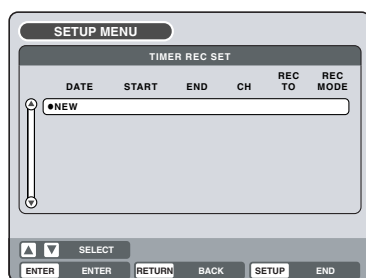 SETUP MENU
TIMER REC SET
DATE START END CH REC TO REC MODE
●NEW
SELECT
ENTER ENTER RETURN BACK SETUP END